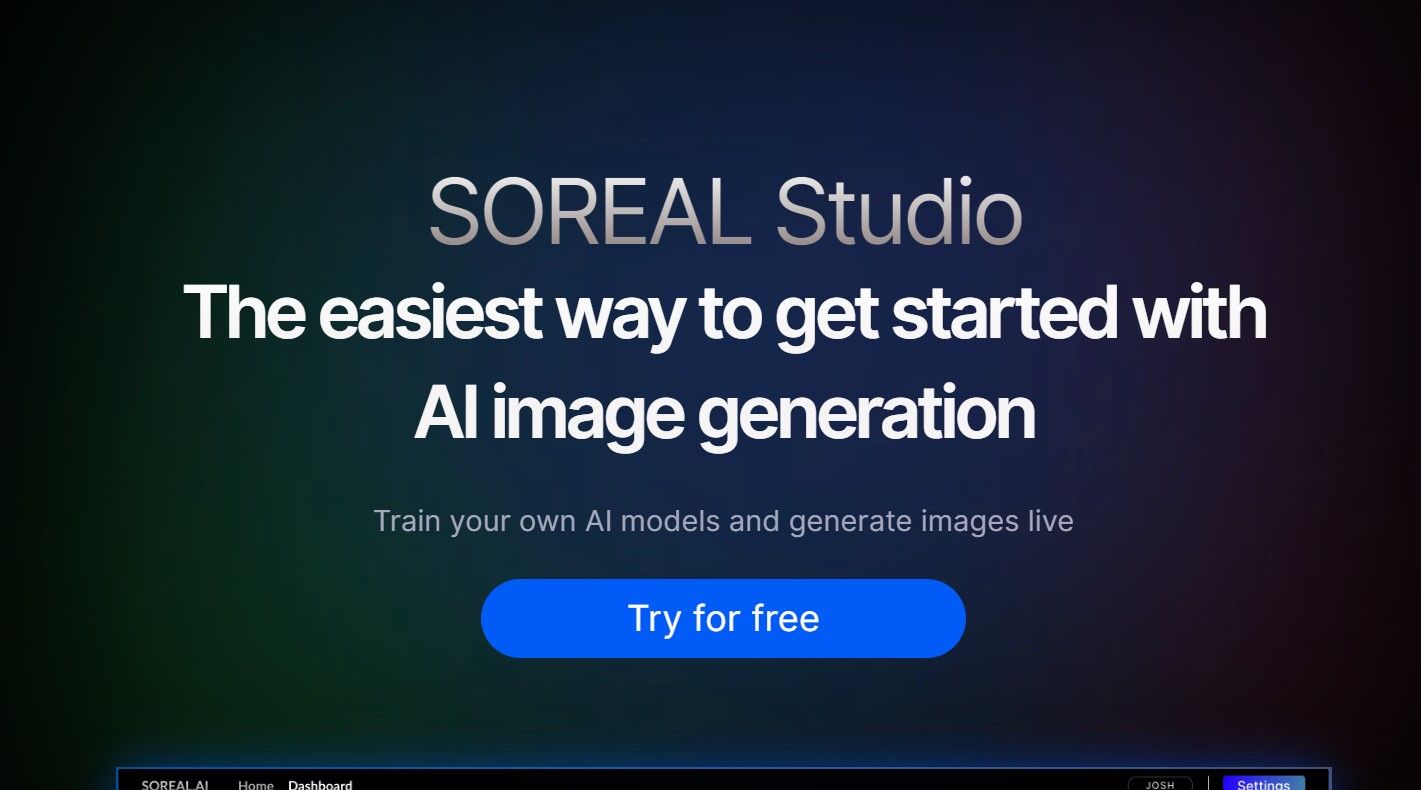 SOREAL Studio
The easiest way to get started with
AI image generation
Train your own AI models and generate images live
Try for free
SOREAL.AI Home Dashboard JOSH Settings